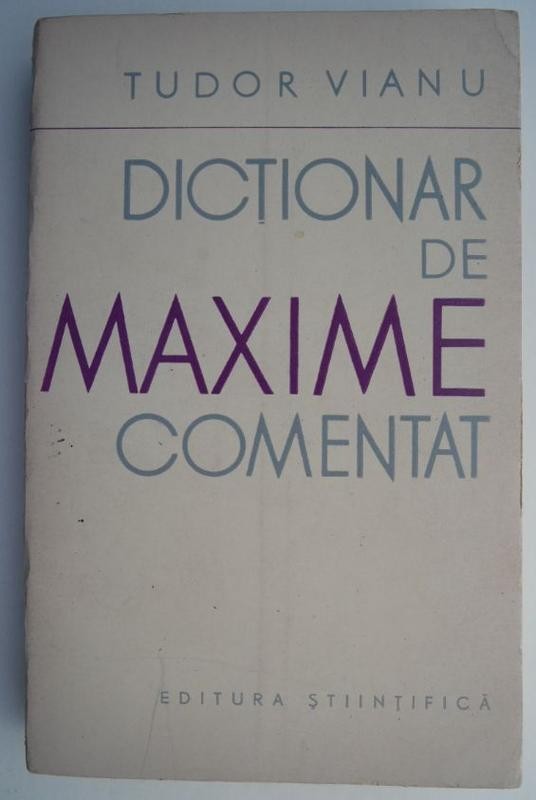 TUDOR VIANU
DICȚIONAR
DE
MAXIME
COMENTAT
EDITURA ȘTIINȚIFICĂ